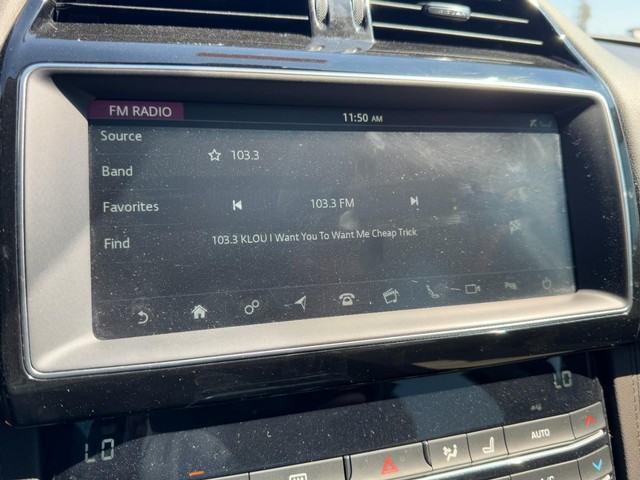 FM RADIO 11:50 AM
Source
103.3
Band
Favorites 103.3 FM
Find 103.3 KLOU I Want You To Want Me Cheap Trick
LO
LO
AUTO